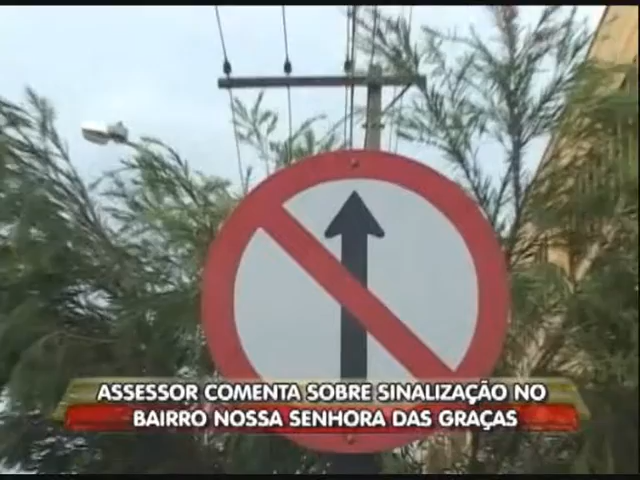 ASSESSOR COMENTA SOBRE SINALIZAÇÃO NO
BAIRRO NOSSA SENHORA DAS GRAÇAS